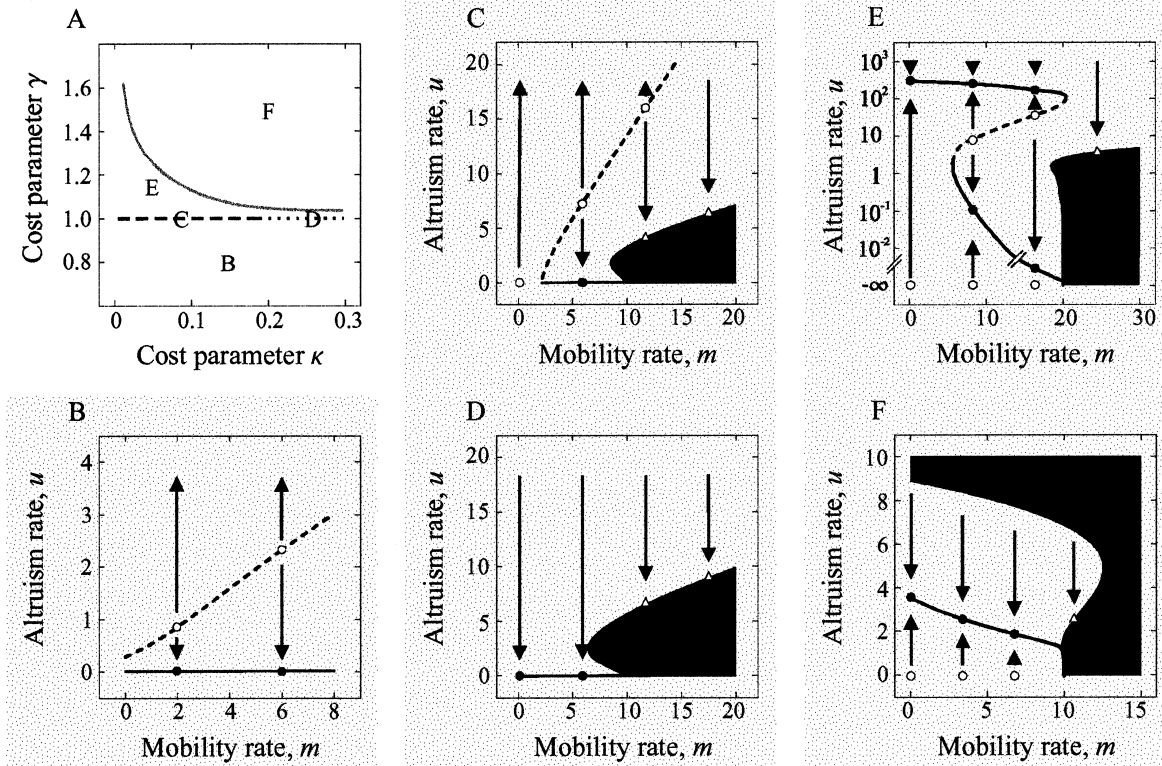 A
Cost parameter γ
1.6
1.4
1.2
1.0
0.8
F
E
C
D
B
0
0.1
0.2
0.3
Cost parameter κ
B
Altruism rate, u
4
3
2
1
0
0
2
4
6
8
Mobility rate, m
C
Altruism rate, u
20
15
10
5
0
0
5
10
15
20
Mobility rate, m
D
Altruism rate, u
20
15
10
5
0
0
5
10
15
20
Mobility rate, m
E
Altruism rate, u
10³
10²
10
1
10⁻¹
10⁻²
-∞
0
10
20
30
Mobility rate, m
F
Altruism rate, u
10
8
6
4
2
0
0
5
10
15
Mobility rate, m